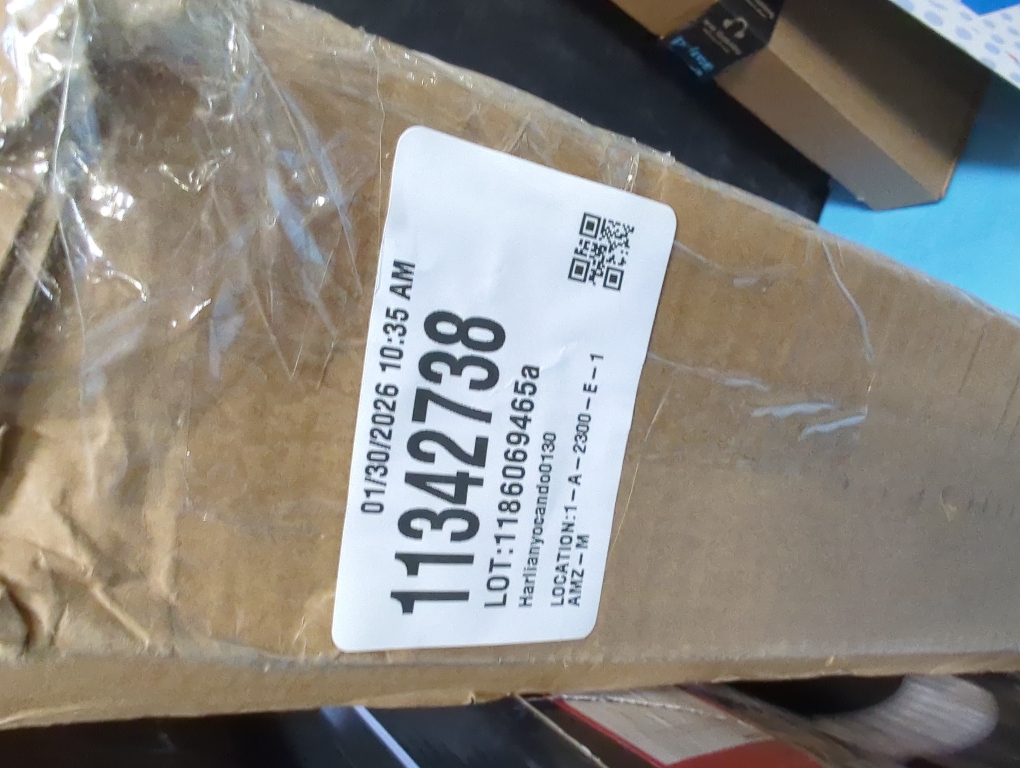 01/30/2026 10:35 AM
11342738
LOT:1186069465a
Harlianyocando0130
LOCATION:1-A-2300-E-1
AMZ-M